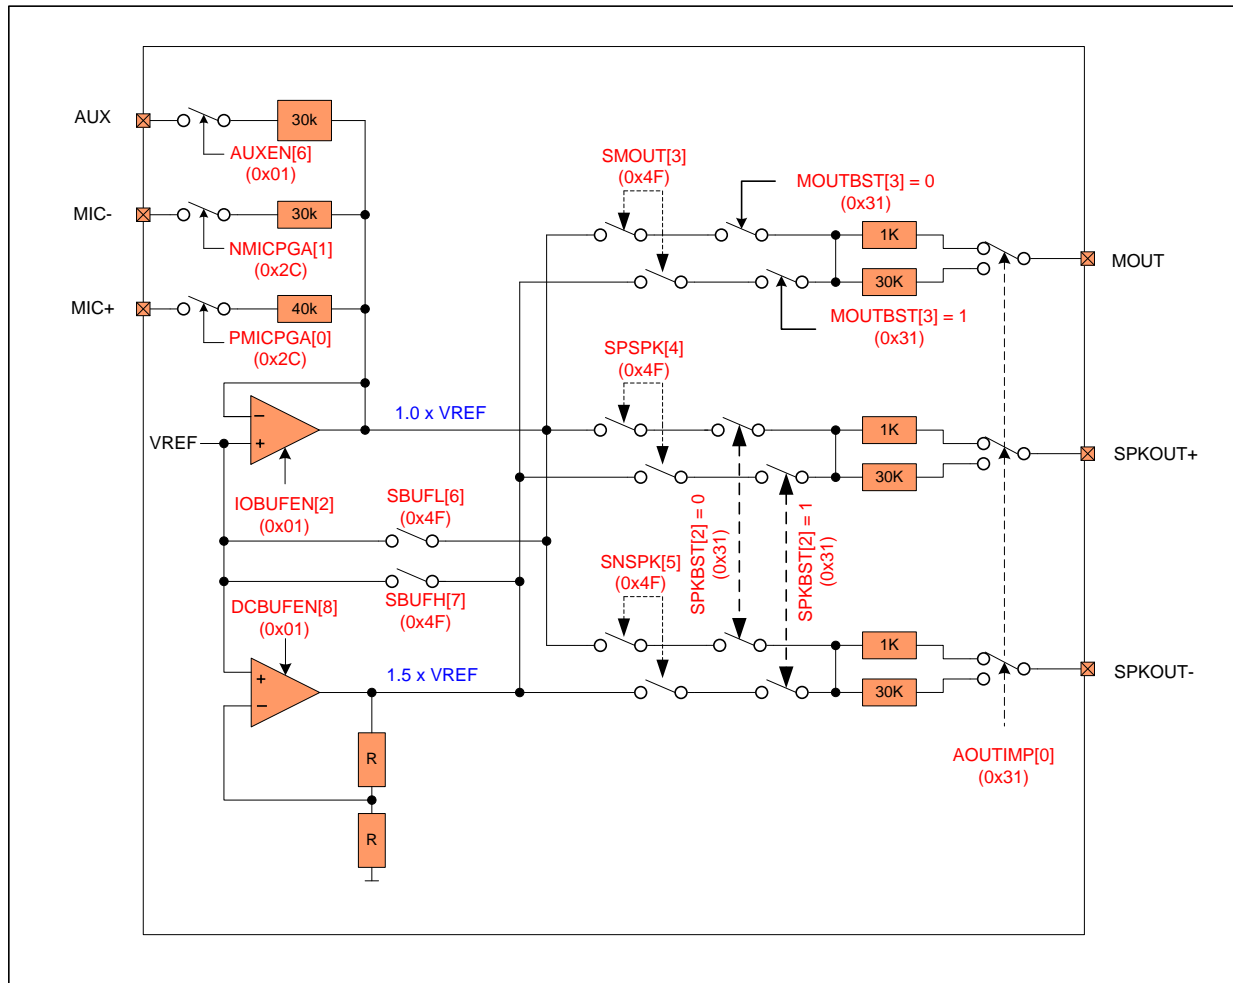 AUX
30k
AUXEN[6]
(0x01)
MIC-
30k
NMICPGA[1]
(0x2C)
MIC+
40k
PMICPGA[0]
(0x2C)
VREF
−
+
1.0 x VREF
IOBUFEN[2]
(0x01)
SBUFL[6]
(0x4F)
SBUFH[7]
(0x4F)
DCBUFEN[8]
(0x01)
+
−
1.5 x VREF
R
R
SMOUT[3]
(0x4F)
MOUTBST[3] = 0
(0x31)
1K
30K
MOUT
MOUTBST[3] = 1
(0x31)
SPSPK[4]
(0x4F)
1K
30K
SPKOUT+
SPKBST[2] = 0
(0x31)
SPKBST[2] = 1
(0x31)
SNSPK[5]
(0x4F)
1K
30K
SPKOUT-
AOUTIMP[0]
(0x31)